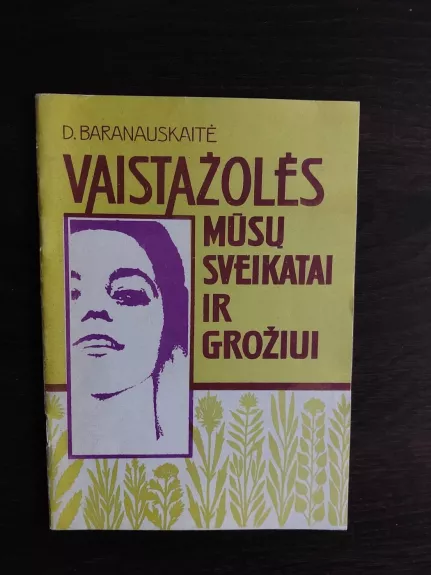 D. BARANAUSKAITĖ
VAISTAŽOLĖS
MŪSŲ
SVEIKATAI
IR
GROŽIUI